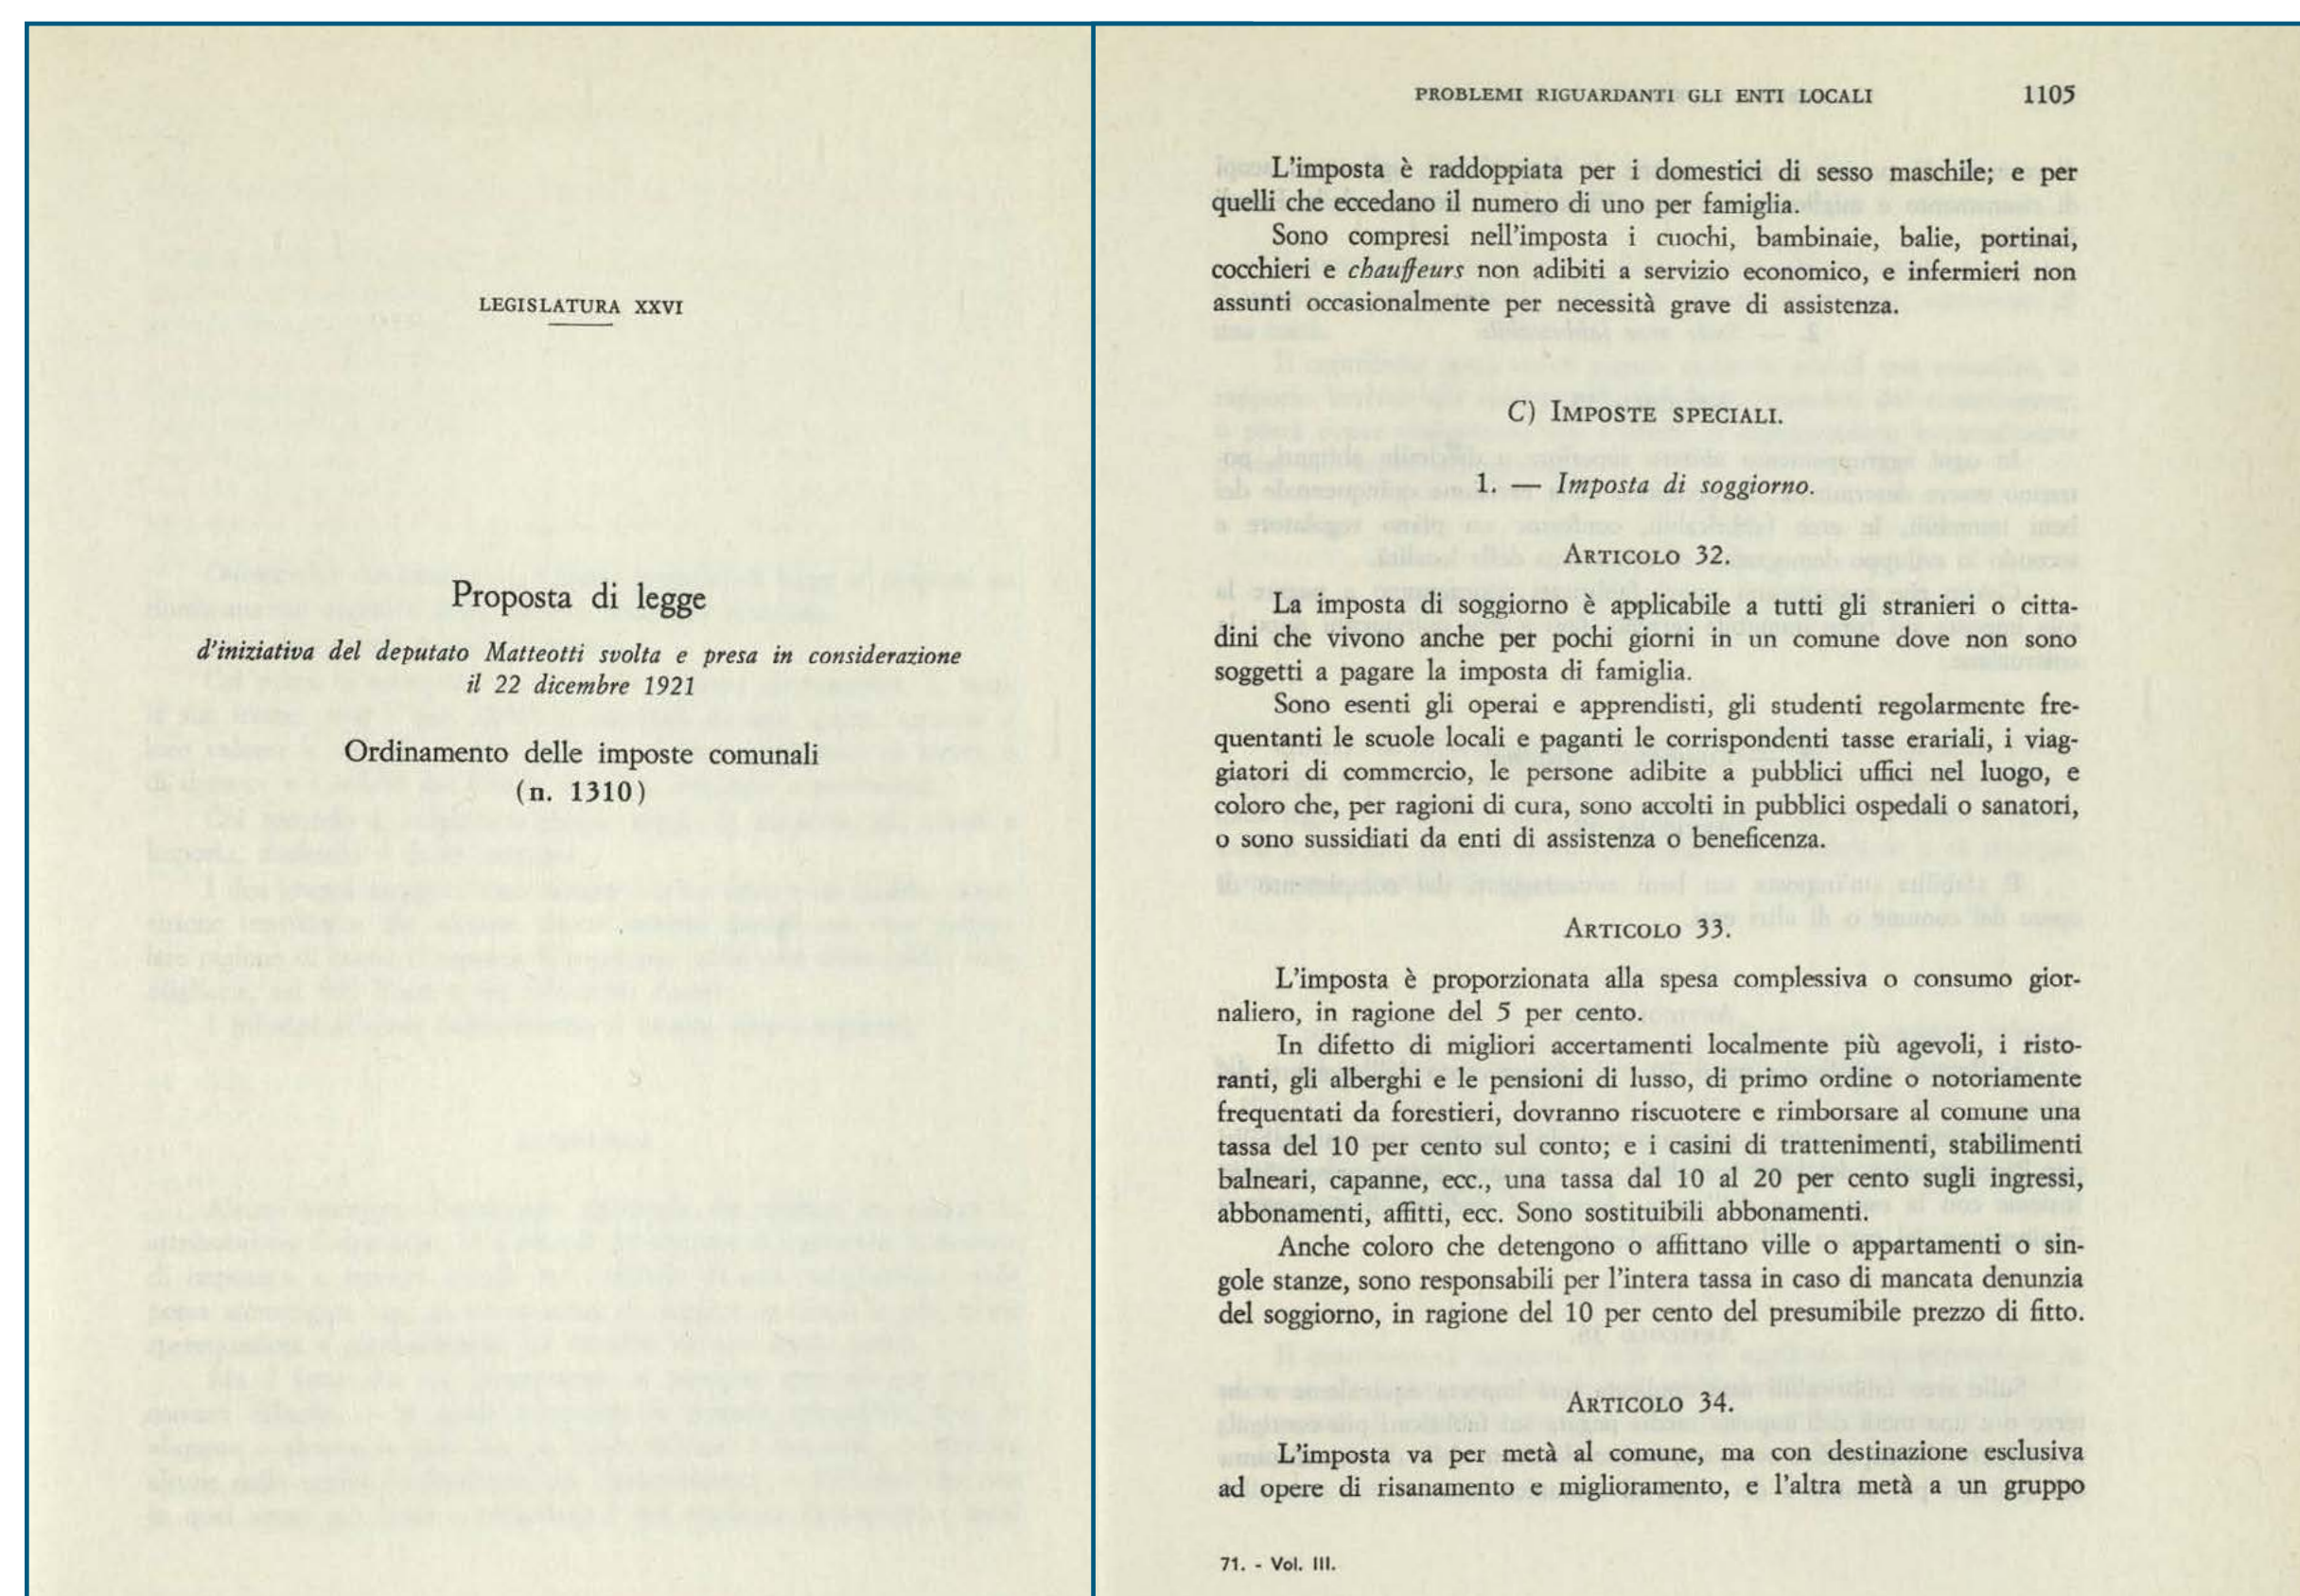 LEGISLATURA XXVI
Proposta di legge
d'iniziativa del deputato Matteotti svolta e presa in considerazione
il 22 dicembre 1921
Ordinamento delle imposte comunali
(n. 1310)
PROBLEMI RIGUARDANTI GLI ENTI LOCALI 1105
L'imposta è raddoppiata per i domestici di sesso maschile; e per
quelli che eccedano il numero di uno per famiglia.
Sono compresi nell'imposta i cuochi, bambinaie, balie, portinai,
cocchieri e chauffeurs non adibiti a servizio economico, e infermieri non
assunti occasionalmente per necessità grave di assistenza.
C) IMPOSTE SPECIALI.
1. — Imposta di soggiorno.
ARTICOLO 32.
La imposta di soggiorno è applicabile a tutti gli stranieri o citta-
dini che vivono anche per pochi giorni in un comune dove non sono
soggetti a pagare la imposta di famiglia.
Sono esenti gli operai e apprendisti, gli studenti regolarmente fre-
quentanti le scuole locali e paganti le corrispondenti tasse erariali, i viag-
giatori di commercio, le persone adibite a pubblici uffici nel luogo, e
coloro che, per ragioni di cura, sono accolti in pubblici ospedali o sanatori,
o sono sussidiati da enti di assistenza o beneficenza.
ARTICOLO 33.
L'imposta è proporzionata alla spesa complessiva o consumo gior-
naliero, in ragione del 5 per cento.
In difetto di migliori accertamenti localmente più agevoli, i risto-
ranti, gli alberghi e le pensioni di lusso, di primo ordine o notoriamente
frequentati da forestieri, dovranno riscuotere e rimborsare al comune una
tassa del 10 per cento sul conto; e i casini di trattenimenti, stabilimenti
balneari, capanne, ecc., una tassa dal 10 al 20 per cento sugli ingressi,
abbonamenti, affitti, ecc. Sono sostituibili abbonamenti.
Anche coloro che detengono o affittano ville o appartamenti o sin-
gole stanze, sono responsabili per l'intera tassa in caso di mancata denunzia
del soggiorno, in ragione del 10 per cento del presumibile prezzo di fitto.
ARTICOLO 34.
L'imposta va per metà al comune, ma con destinazione esclusiva
ad opere di risanamento e miglioramento, e l'altra metà a un gruppo
71. - Vol. III.